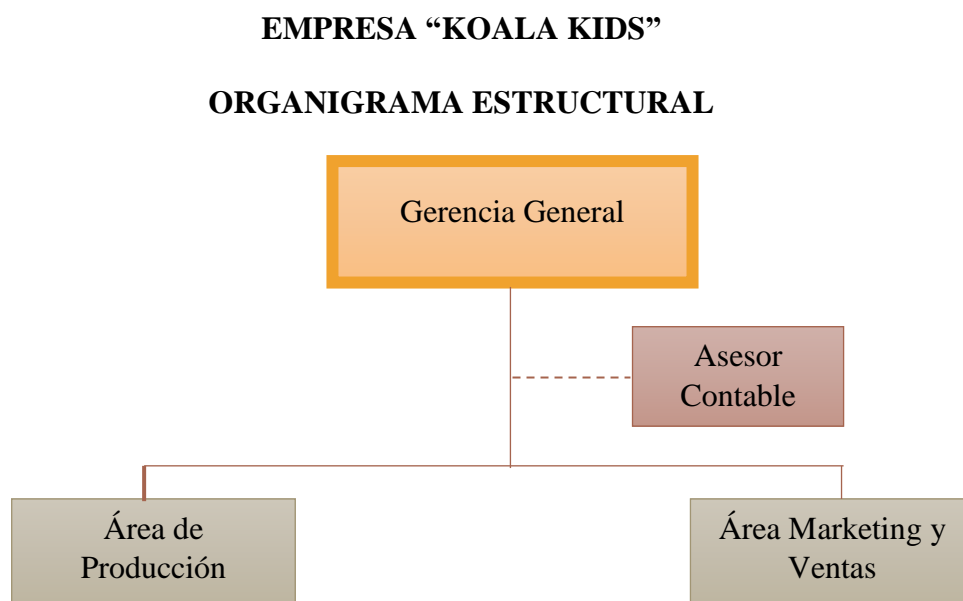 EMPRESA “KOALA KIDS”
ORGANIGRAMA ESTRUCTURAL
Gerencia General
Asesor
Contable
Área de
Producción
Área Marketing y
Ventas